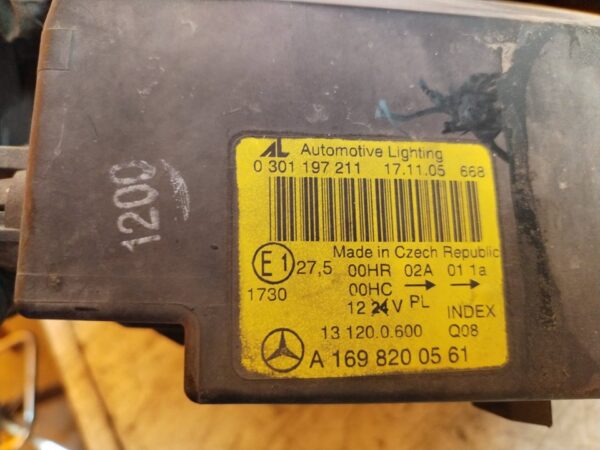 AL Automotive Lighting
0 301 197 211 17.11.05 668
Made in Czech Republic
E1 27,5 00HR 02A 01 1a
1730 00HC → →
12 24 V PL INDEX
13 120.0.600 Q08
A 169 820 05 61
1200